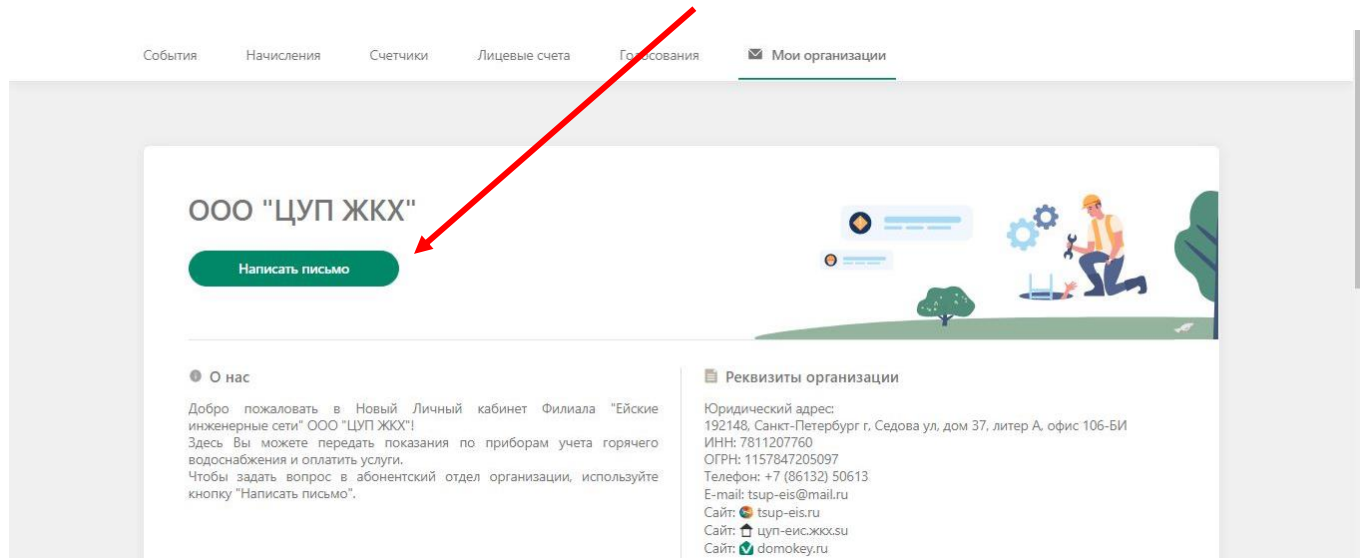 События Начисления Счетчики Лицевые счета Голосования Мои организации
ООО "ЦУП ЖКХ"
Написать письмо
О нас
Добро пожаловать в Новый Личный кабинет Филиала "Ейские
инженерные сети" ООО "ЦУП ЖКХ"!
Здесь Вы можете передать показания по приборам учета горячего
водоснабжения и оплатить услуги.
Чтобы задать вопрос в абонентский отдел организации, используйте
кнопку "Написать письмо".
Реквизиты организации
Юридический адрес:
192148, Санкт-Петербург г, Седова ул, дом 37, литер А, офис 106-БИ
ИНН: 7811207760
ОГРН: 1157847205097
Телефон: +7 (86132) 50613
E-mail: tsup-eis@mail.ru
Сайт: tsup-eis.ru
Сайт: цуп-еис.жкх.su
Сайт: domokey.ru